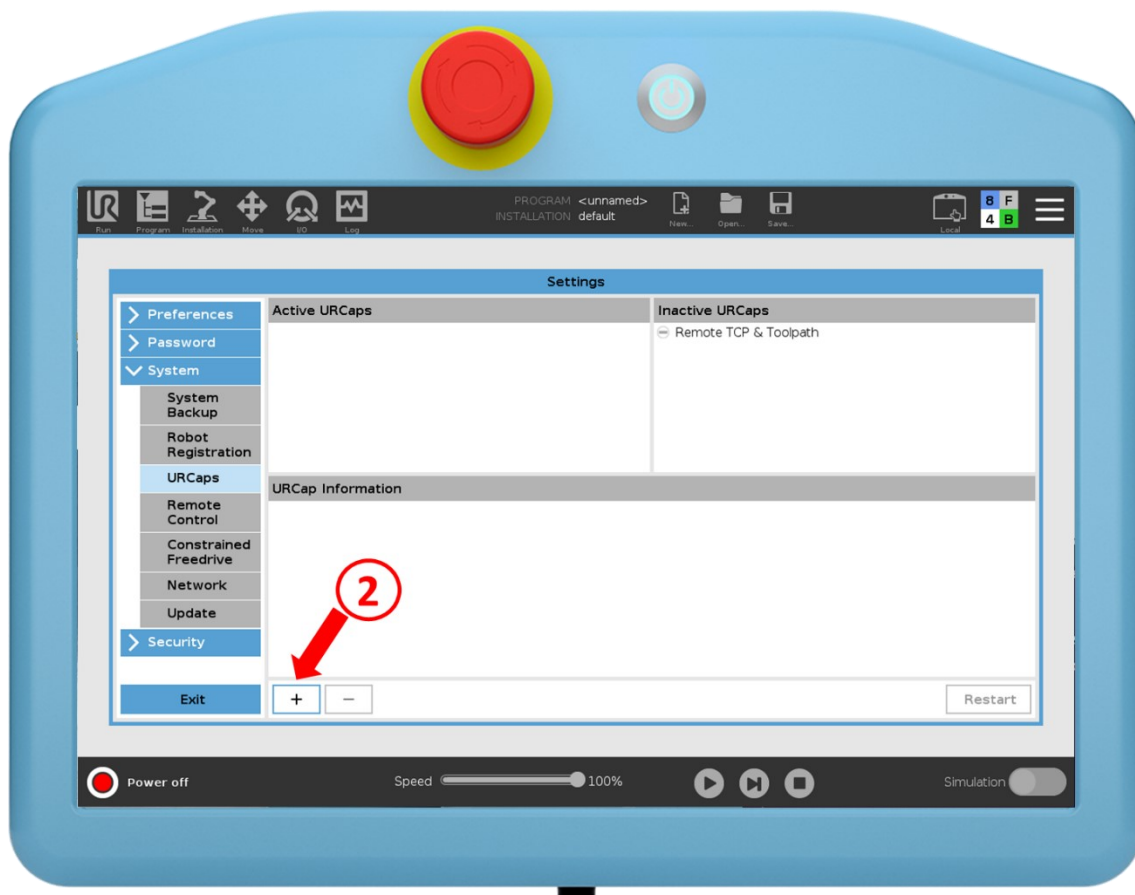 PROGRAM <unnamed>
INSTALLATION default
UR
Run
Program
Installation
Move
I/O
Log
New...
Open...
Save...
Local
8 F
4 B
Settings
Preferences
Password
System
System
Backup
Robot
Registration
URCaps
Remote
Control
Constrained
Freedrive
Network
Update
Security
Exit
Active URCaps
Inactive URCaps
Remote TCP & Toolpath
URCap Information
2
+
−
Restart
Power off
Speed
100%
Simulation